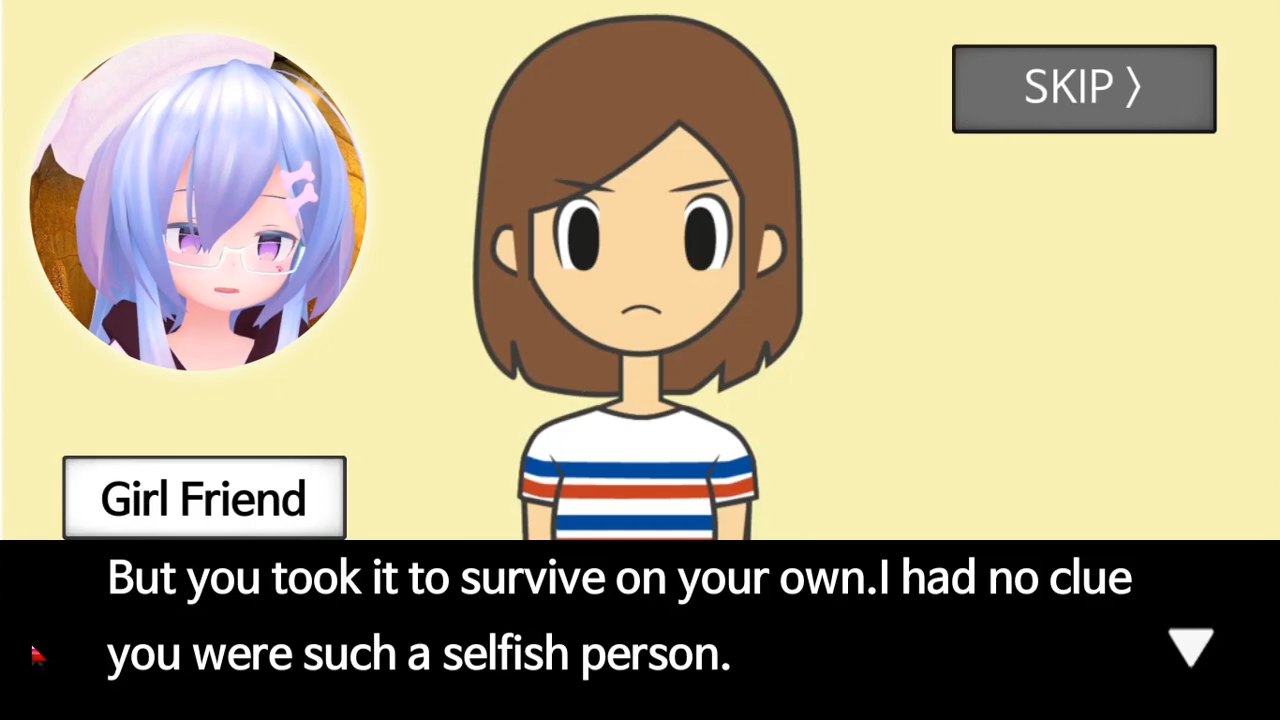 SKIP 〉
Girl Friend
But you took it to survive on your own.I had no clue
you were such a selfish person.